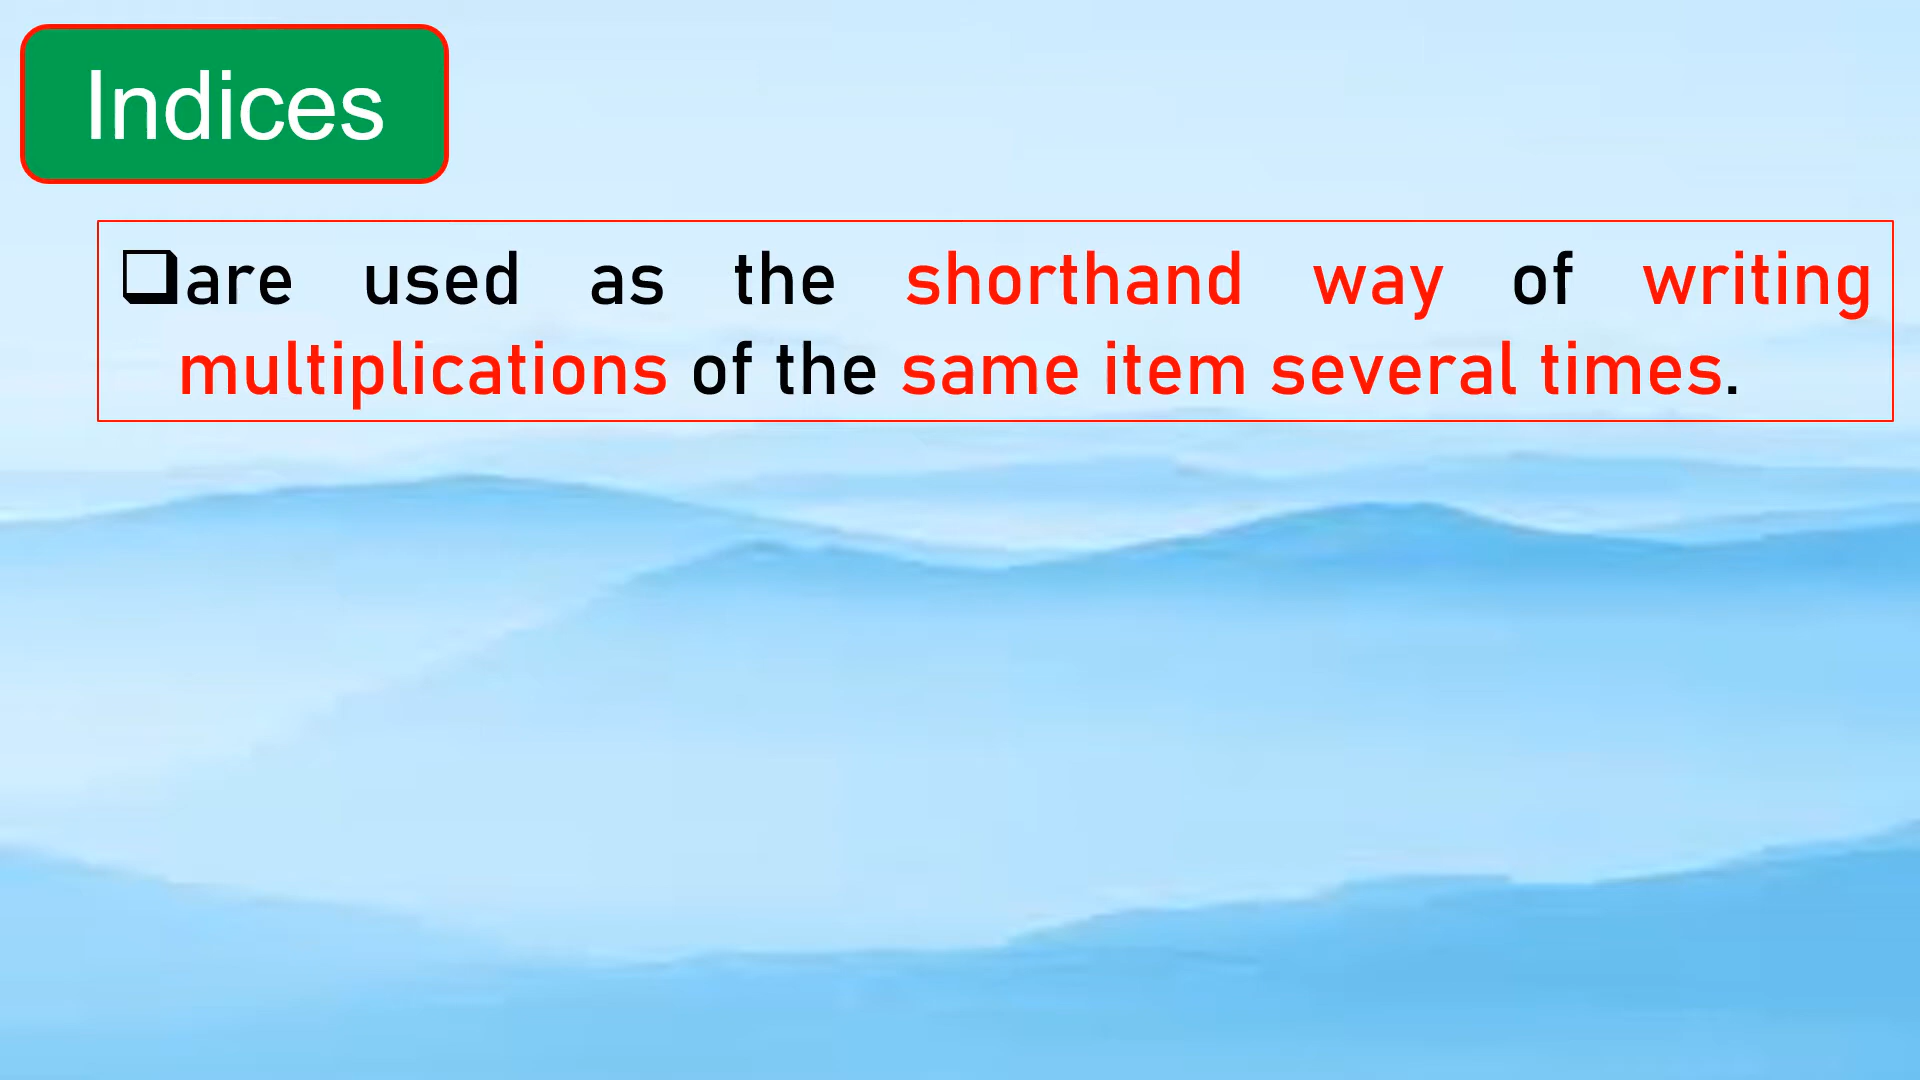 Indices
❑are used as the shorthand way of writing
multiplications of the same item several times.